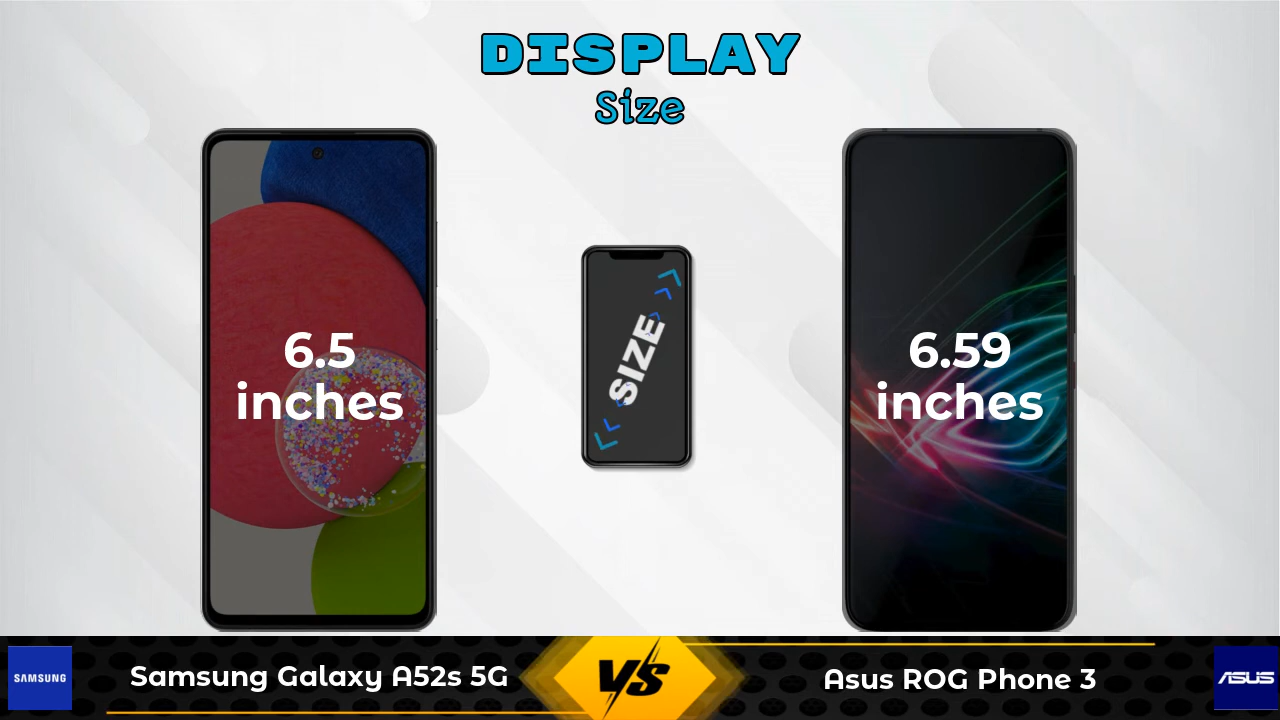 DISPLAY
Size
6.5
inches
SIZE
6.59
inches
SAMSUNG
Samsung Galaxy A52s 5G
VS
Asus ROG Phone 3
ASUS